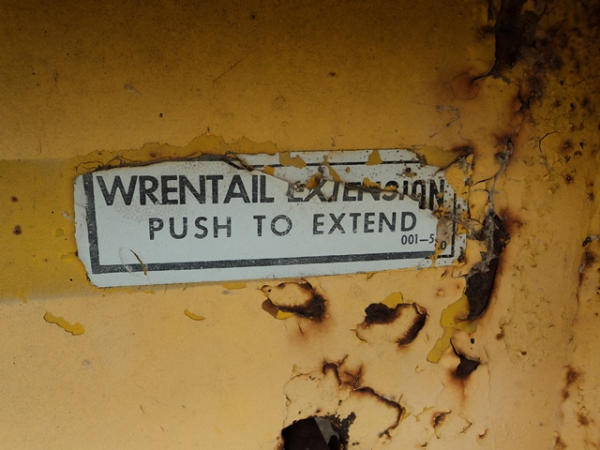 WRENTAIL EXTENSION
PUSH TO EXTEND